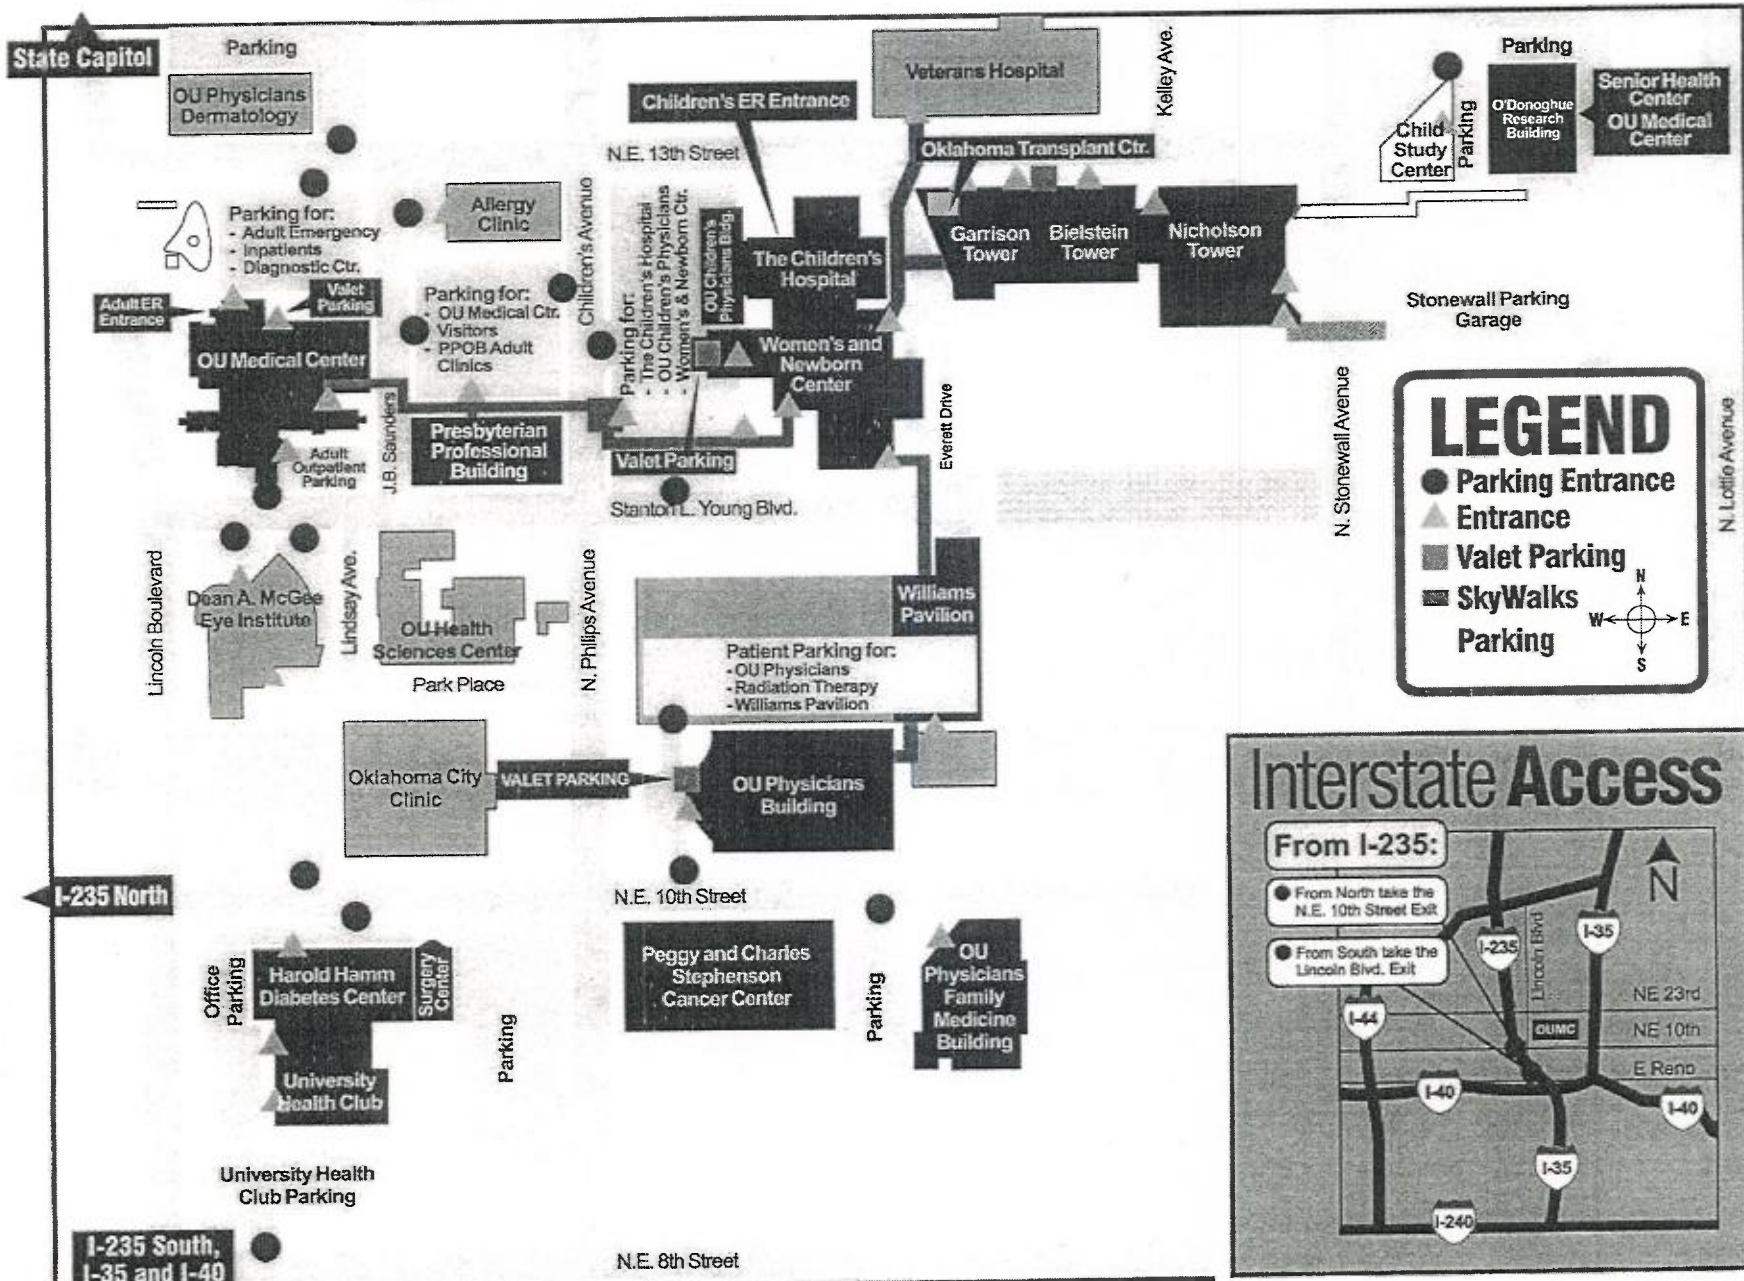 State Capitol
Parking
OU Physicians
Dermatology
Veterans Hospital
Kelley Ave.
Parking
Child
Study
Center
Parking
O'Donoghue
Research
Building
Senior Health
Center
OU Medical
Center
Children's ER Entrance
N.E. 13th Street
Oklahoma Transplant Ctr.
Parking for:
- Adult Emergency
- Inpatients
- Diagnostic Ctr.
Allergy
Clinic
Children's Avenue
Parking for:
- The Children's Hospital
- OU Children's Physicians
- Women's & Newborn Ctr.
OU Children's
Physicians Bldg.
The Children's
Hospital
Garrison
Tower
Bielstein
Tower
Nicholson
Tower
Adult ER
Entrance
Valet
Parking
Parking for:
- OU Medical Ctr.
Visitors
- PPOB Adult
Clinics
Stonewall Parking
Garage
OU Medical Center
Women's and
Newborn
Center
J.B. Saunders
Presbyterian
Professional
Building
Adult
Outpatient
Parking
Valet Parking
Everett Drive
N. Stonewall Avenue
N. Lottie Avenue
Stanton L. Young Blvd.
LEGEND
Parking Entrance
Entrance
Valet Parking
SkyWalks
Parking
N
W
E
S
Lincoln Boulevard
Dean A. McGee
Eye Institute
Lindsay Ave.
OU Health
Sciences Center
Park Place
N. Philips Avenue
Williams
Pavilion
Patient Parking for:
- OU Physicians
- Radiation Therapy
- Williams Pavilion
Oklahoma City
Clinic
VALET PARKING
OU Physicians
Building
I-235 North
N.E. 10th Street
Office
Parking
Harold Hamm
Diabetes Center
Surgery
Center
Parking
Peggy and Charles
Stephenson
Cancer Center
Parking
OU
Physicians
Family
Medicine
Building
University
Health Club
University Health
Club Parking
I-235 South,
I-35 and I-40
N.E. 8th Street
Interstate Access
From I-235:
From North take the
N.E. 10th Street Exit
From South take the
Lincoln Blvd. Exit
N
I-235
Lincoln Blvd
I-35
NE 23rd
I-44
OUMC
NE 10th
E Reno
I-40
I-40
I-35
I-240